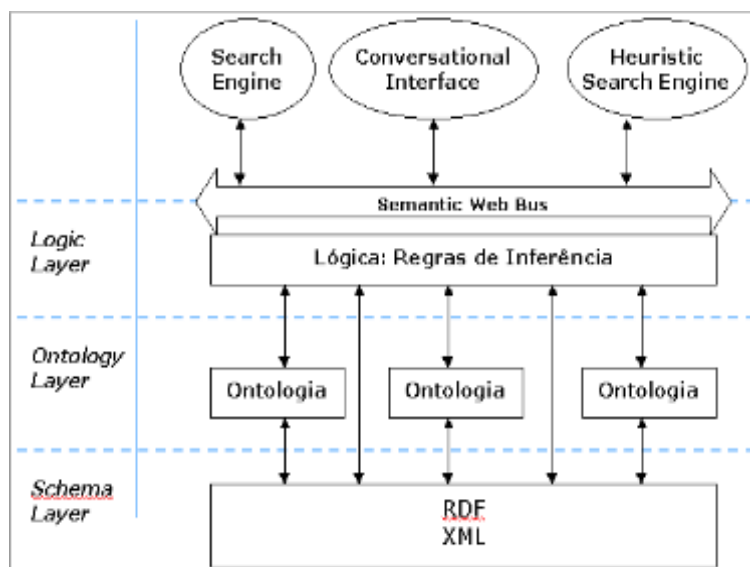 Search
Engine
Conversational
Interface
Heuristic
Search Engine
Semantic Web Bus
Logic
Layer
Lógica: Regras de Inferência
Ontology
Layer
Ontologia
Ontologia
Ontologia
Schema
Layer
RDF
XML